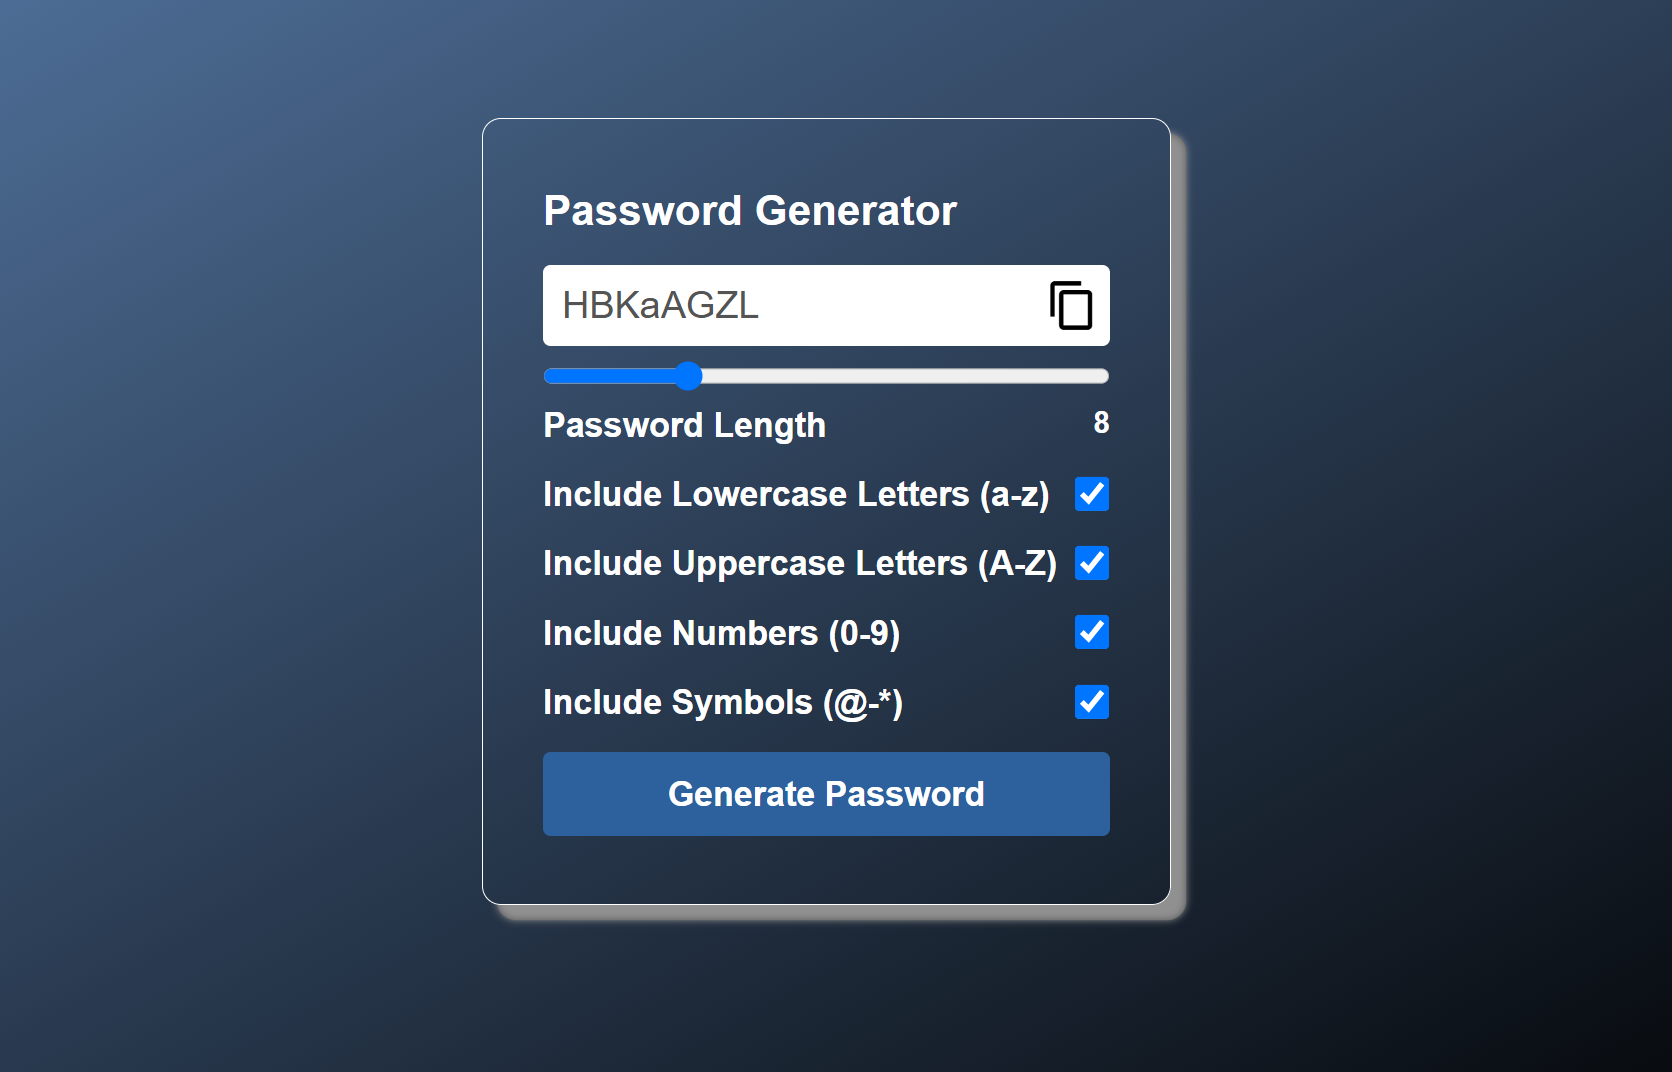 Password Generator
HBKaAGZL
Password Length 8
Include Lowercase Letters (a-z)
Include Uppercase Letters (A-Z)
Include Numbers (0-9)
Include Symbols (@-*)
Generate Password